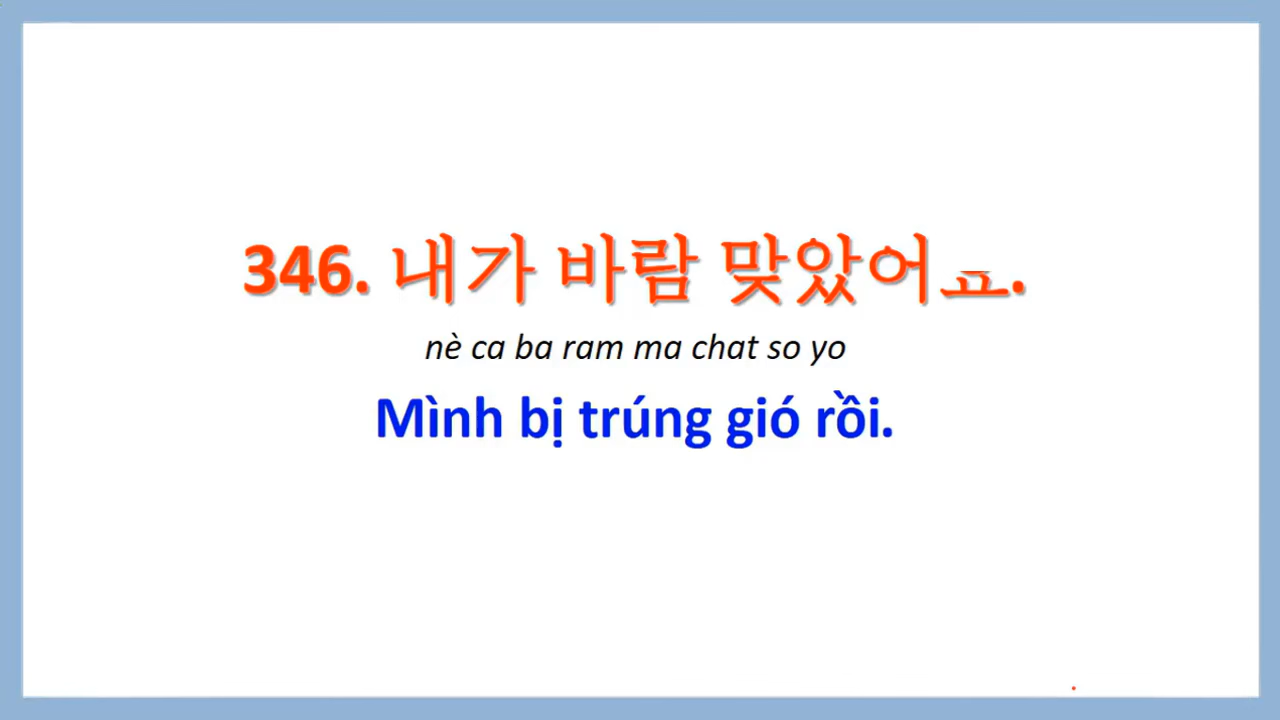 346. 내가 바람 맞았어요.
nè ca ba ram ma chat so yo
Mình bị trúng gió rồi.